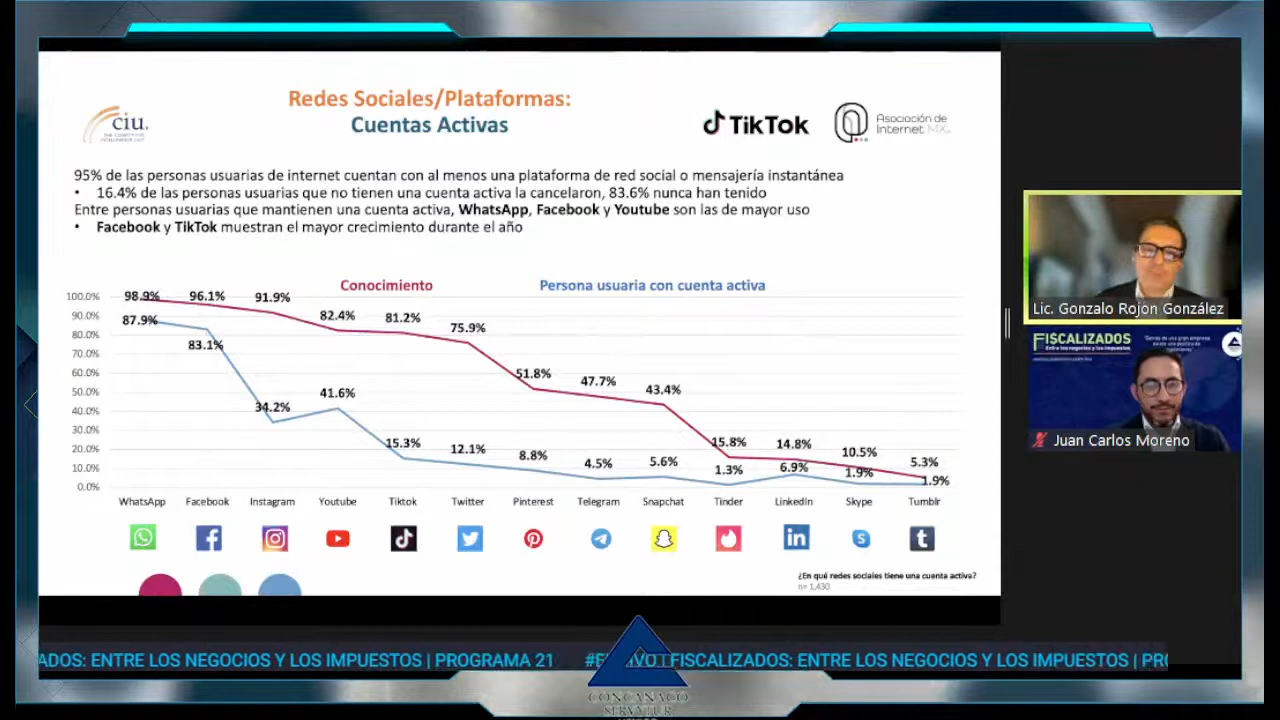 Redes Sociales/Plataformas:
Cuentas Activas
ciu.
TikTok
Asociación de
Internet MX.
95% de las personas usuarias de internet cuentan con al menos una plataforma de red social o mensajería instantánea
• 16.4% de las personas usuarias que no tienen una cuenta activa la cancelaron, 83.6% nunca han tenido
Entre personas usuarias que mantienen una cuenta activa, WhatsApp, Facebook y Youtube son las de mayor uso
• Facebook y TikTok muestran el mayor crecimiento durante el año
Conocimiento
Persona usuaria con cuenta activa
100.0%
90.0%
80.0%
70.0%
60.0%
50.0%
40.0%
30.0%
20.0%
10.0%
0.0%
98.9% 96.1% 91.9% 82.4% 81.2% 75.9% 51.8% 47.7% 43.4% 15.8% 14.8% 10.5% 5.3%
87.9% 83.1% 34.2% 41.6% 15.3% 12.1% 8.8% 4.5% 5.6% 1.3% 6.9% 1.9% 1.9%
WhatsApp Facebook Instagram Youtube Tiktok Twitter Pinterest Telegram Snapchat Tinder LinkedIn Skype Tumblr
¿En qué redes sociales tiene una cuenta activa?
n= 1,430
Lic. Gonzalo Rojon González
FISCALIZADOS
Entre los negocios y los impuestos
Juan Carlos Moreno
ADOS: ENTRE LOS NEGOCIOS Y LOS IMPUESTOS | PROGRAMA 21
FISCALIZADOS: ENTRE LOS NEGOCIOS Y LOS IMPUESTOS |
CONCANACO
SERVYTUR